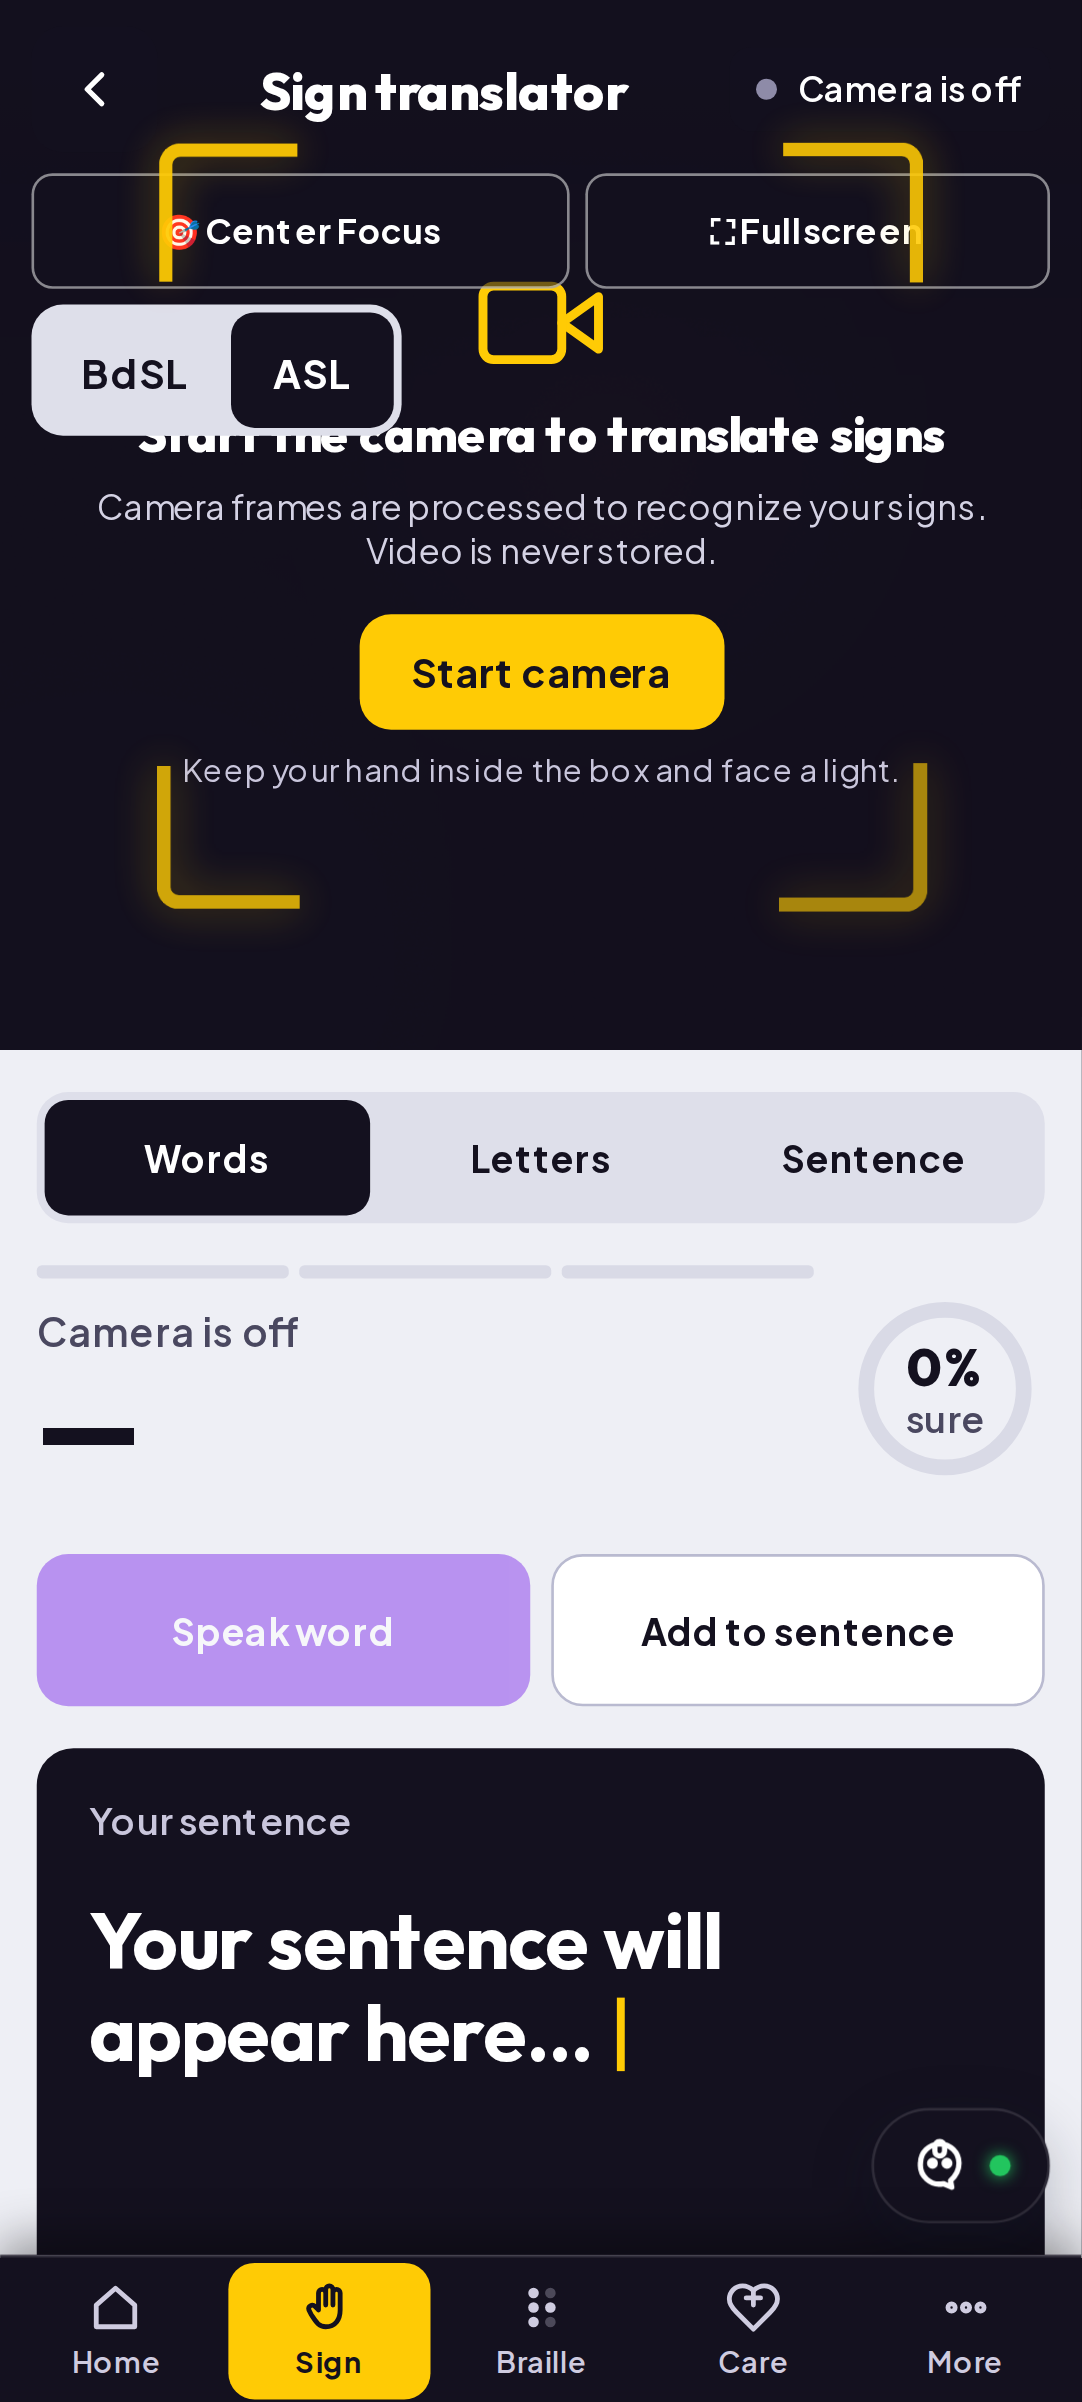 Sign translator
Camera is off
🎯 Center Focus
⛶ Fullscreen
BdSL
ASL
Start the camera to translate signs
Camera frames are processed to recognize your signs.
Video is never stored.
Start camera
Keep your hand inside the box and face a light.
Words
Letters
Sentence
Camera is off
0%
sure
—
Speak word
Add to sentence
Your sentence
Your sentence will
appear here...
Home
Sign
Braille
Care
More